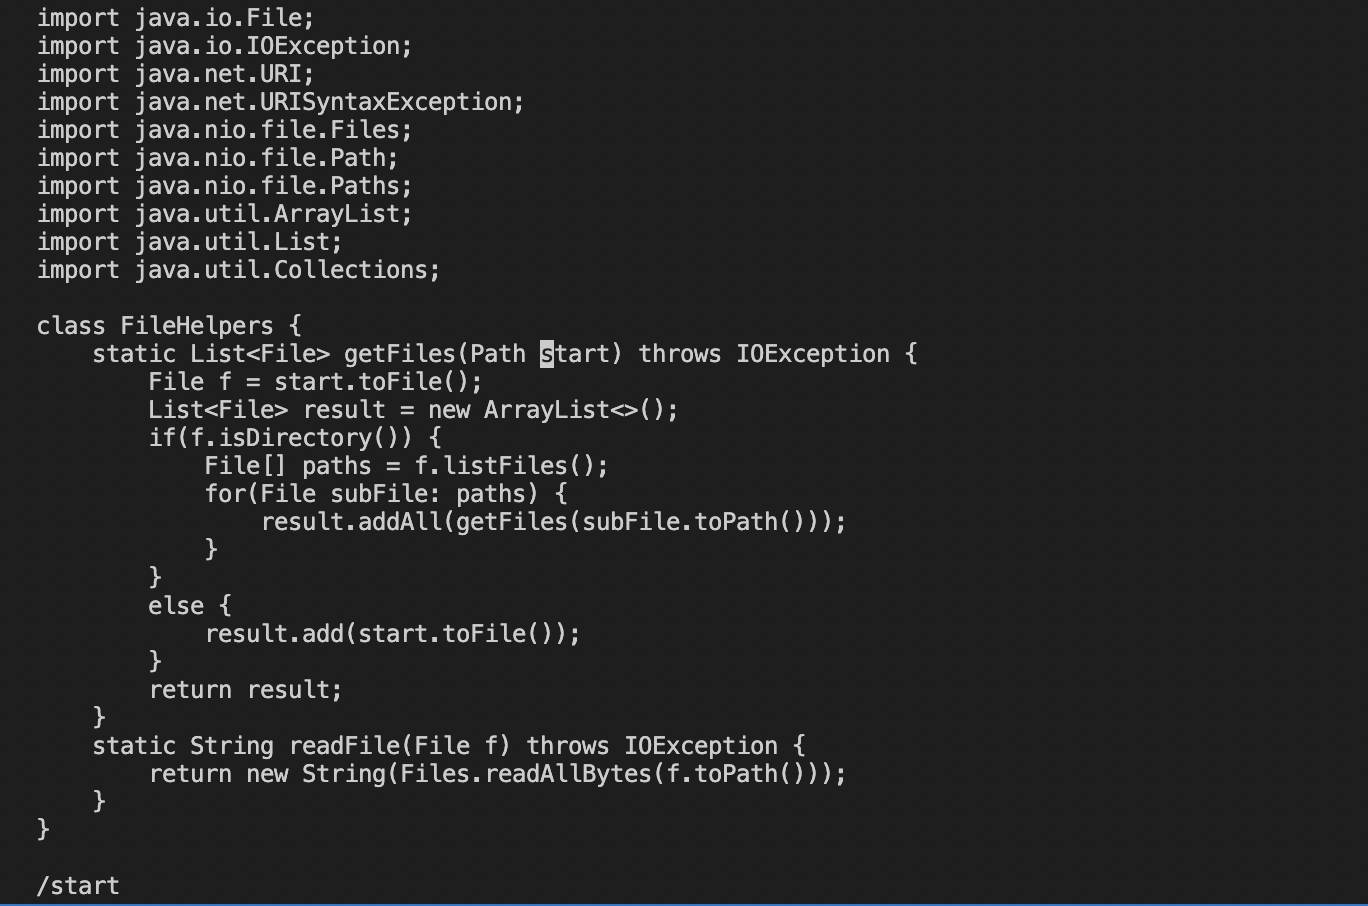 import java.io.File;
import java.io.IOException;
import java.net.URI;
import java.net.URISyntaxException;
import java.nio.file.Files;
import java.nio.file.Path;
import java.nio.file.Paths;
import java.util.ArrayList;
import java.util.List;
import java.util.Collections;

class FileHelpers {
    static List<File> getFiles(Path start) throws IOException {
        File f = start.toFile();
        List<File> result = new ArrayList<>();
        if(f.isDirectory()) {
            File[] paths = f.listFiles();
            for(File subFile: paths) {
                result.addAll(getFiles(subFile.toPath()));
            }
        }
        else {
            result.add(start.toFile());
        }
        return result;
    }
    static String readFile(File f) throws IOException {
        return new String(Files.readAllBytes(f.toPath()));
    }
}

/start